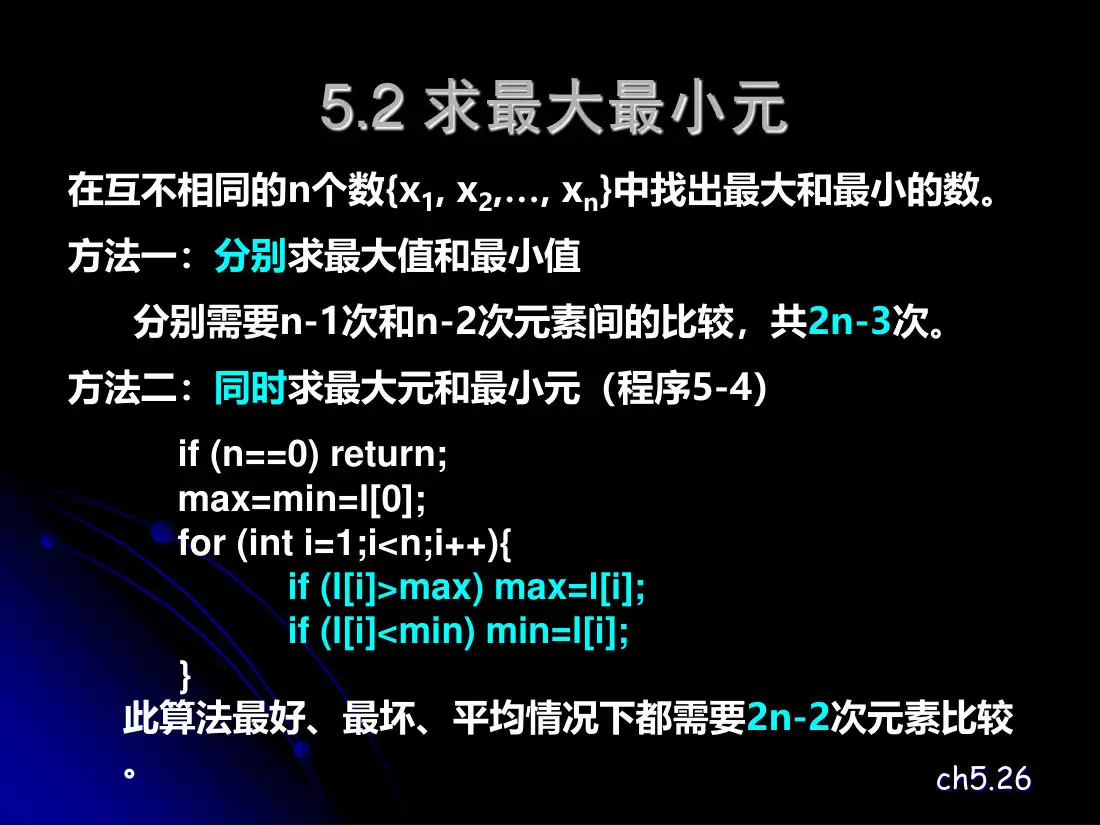 5.2 求最大最小元
在互不相同的n个数{x1, x2,…, xn}中找出最大和最小的数。
方法一：分别求最大值和最小值
分别需要n-1次和n-2次元素间的比较，共2n-3次。
方法二：同时求最大元和最小元（程序5-4）
if (n==0) return;
max=min=l[0];
for (int i=1;i<n;i++){
if (l[i]>max) max=l[i];
if (l[i]<min) min=l[i];
}
此算法最好、最坏、平均情况下都需要2n-2次元素比较
。
ch5.26